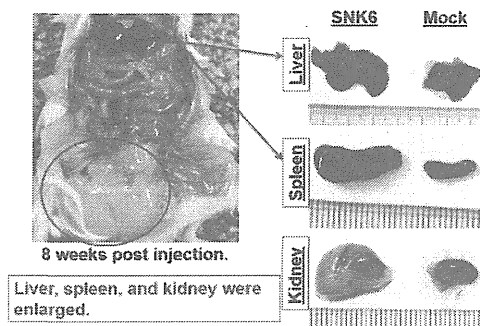 SNK6 Mock
Liver
Spleen
Kidney
8 weeks post injection.
Liver, spleen, and kidney were
enlarged.